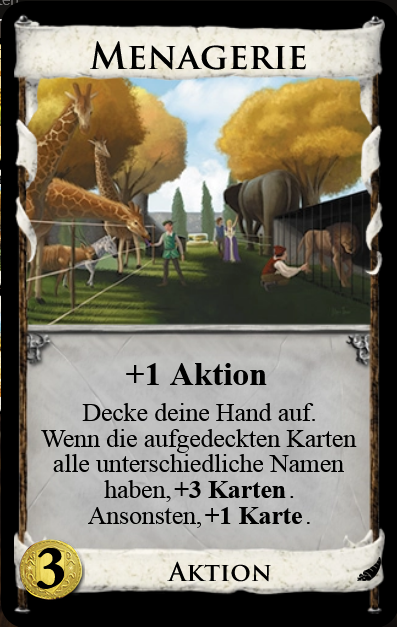 MENAGERIE
+1 Aktion
Decke deine Hand auf.
Wenn die aufgedeckten Karten
alle unterschiedliche Namen
haben, +3 Karten.
Ansonsten, +1 Karte.
3
AKTION